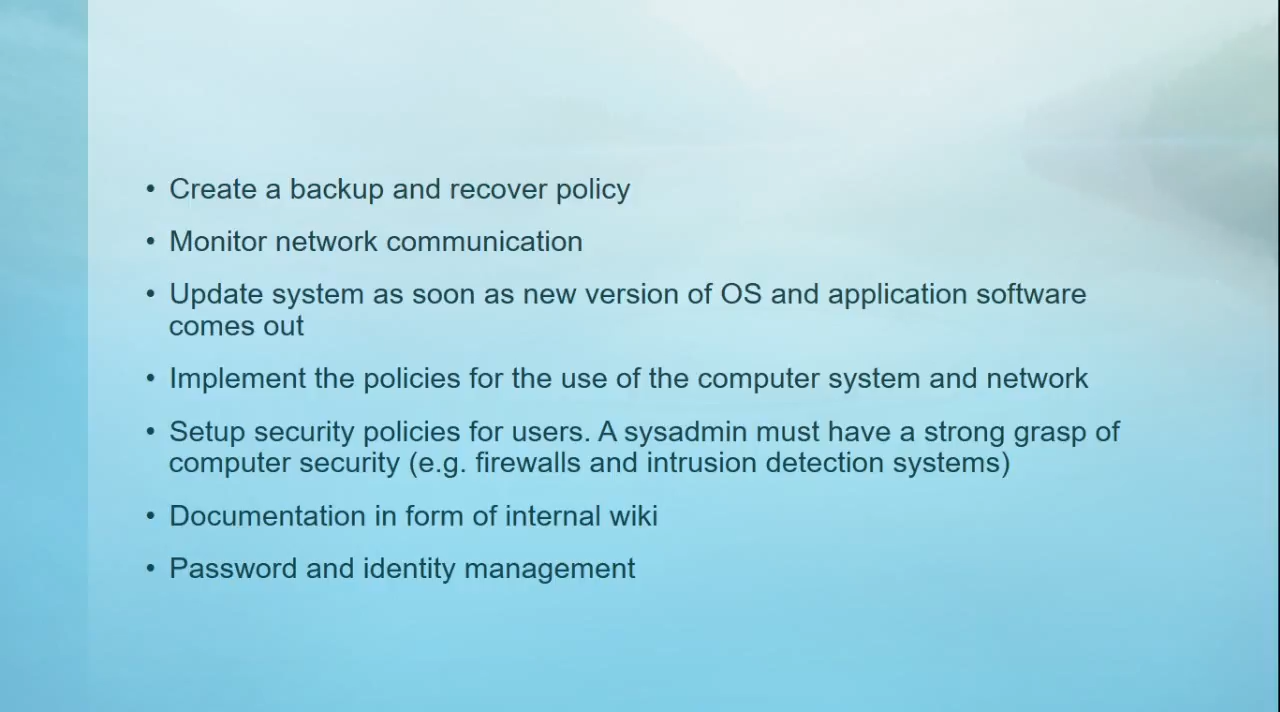 • Create a backup and recover policy
• Monitor network communication
• Update system as soon as new version of OS and application software
comes out
• Implement the policies for the use of the computer system and network
• Setup security policies for users. A sysadmin must have a strong grasp of
computer security (e.g. firewalls and intrusion detection systems)
• Documentation in form of internal wiki
• Password and identity management